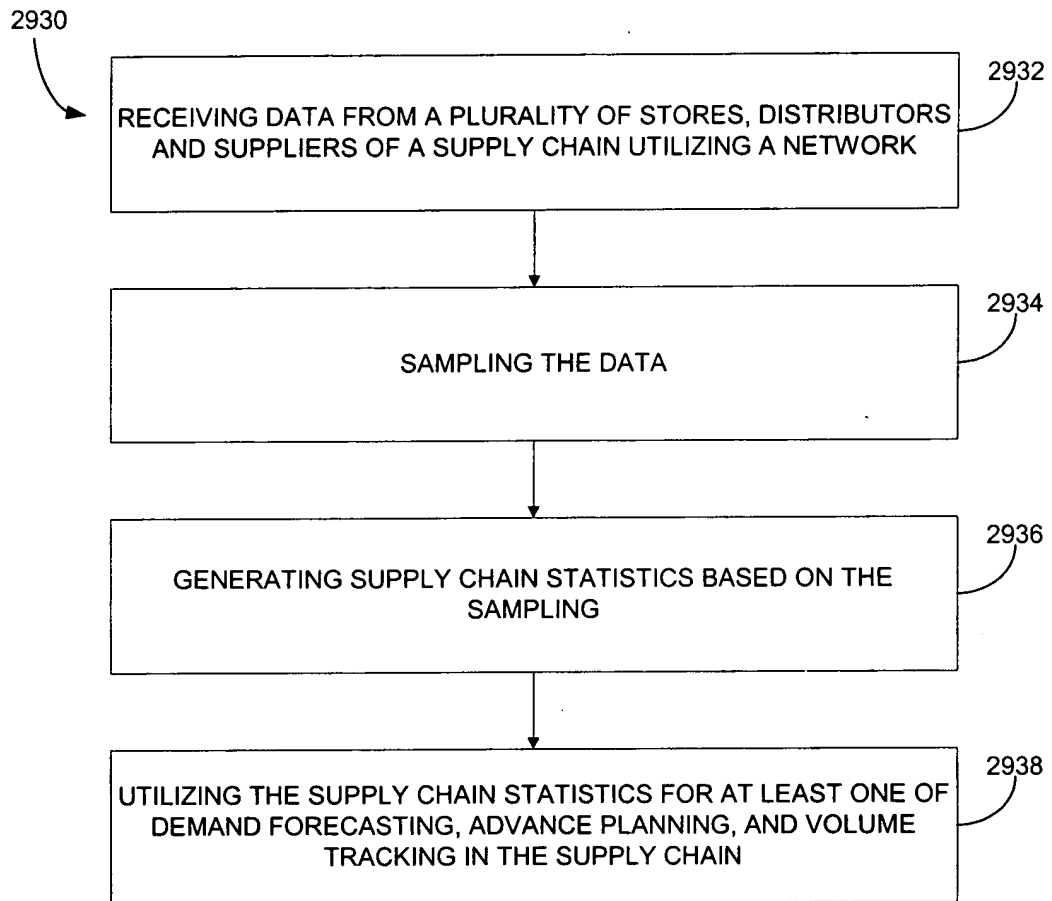 2930
2932
RECEIVING DATA FROM A PLURALITY OF STORES, DISTRIBUTORS
AND SUPPLIERS OF A SUPPLY CHAIN UTILIZING A NETWORK
2934
SAMPLING THE DATA
2936
GENERATING SUPPLY CHAIN STATISTICS BASED ON THE
SAMPLING
2938
UTILIZING THE SUPPLY CHAIN STATISTICS FOR AT LEAST ONE OF
DEMAND FORECASTING, ADVANCE PLANNING, AND VOLUME
TRACKING IN THE SUPPLY CHAIN